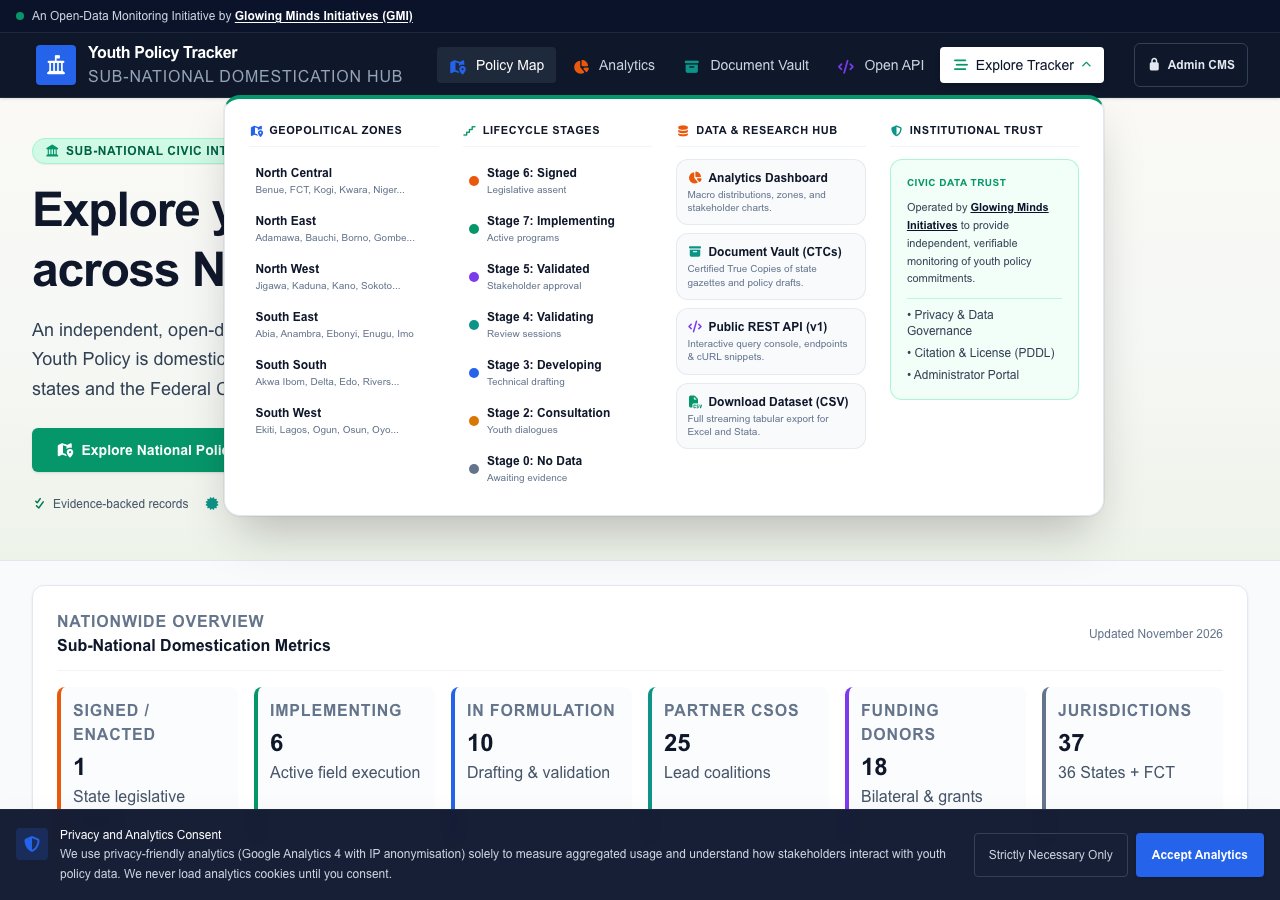 An Open-Data Monitoring Initiative by Glowing Minds Initiatives (GMI)
Youth Policy Tracker
SUB-NATIONAL DOMESTICATION HUB
Policy Map
Analytics
Document Vault
Open API
Explore Tracker
Admin CMS
SUB-NATIONAL CIVIC INT
Explore y
across N
An independent, open-d
Youth Policy is domestic
states and the Federal C
Explore National Polic
Evidence-backed records
GEOPOLITICAL ZONES
North Central
Benue, FCT, Kogi, Kwara, Niger...
North East
Adamawa, Bauchi, Borno, Gombe...
North West
Jigawa, Kaduna, Kano, Sokoto...
South East
Abia, Anambra, Ebonyi, Enugu, Imo
South South
Akwa Ibom, Delta, Edo, Rivers...
South West
Ekiti, Lagos, Ogun, Osun, Oyo...
LIFECYCLE STAGES
Stage 6: Signed
Legislative assent
Stage 7: Implementing
Active programs
Stage 5: Validated
Stakeholder approval
Stage 4: Validating
Review sessions
Stage 3: Developing
Technical drafting
Stage 2: Consultation
Youth dialogues
Stage 0: No Data
Awaiting evidence
DATA & RESEARCH HUB
Analytics Dashboard
Macro distributions, zones, and
stakeholder charts.
Document Vault (CTCs)
Certified True Copies of state
gazettes and policy drafts.
Public REST API (v1)
Interactive query console, endpoints
& cURL snippets.
Download Dataset (CSV)
Full streaming tabular export for
Excel and Stata.
INSTITUTIONAL TRUST
CIVIC DATA TRUST
Operated by Glowing Minds
Initiatives to provide
independent, verifiable
monitoring of youth policy
commitments.
• Privacy & Data
Governance
• Citation & License (PDDL)
• Administrator Portal
NATIONWIDE OVERVIEW
Sub-National Domestication Metrics
Updated November 2026
SIGNED /
ENACTED
1
State legislative
IMPLEMENTING
6
Active field execution
IN FORMULATION
10
Drafting & validation
PARTNER CSOS
25
Lead coalitions
FUNDING
DONORS
18
Bilateral & grants
JURISDICTIONS
37
36 States + FCT
Privacy and Analytics Consent
We use privacy-friendly analytics (Google Analytics 4 with IP anonymisation) solely to measure aggregated usage and understand how stakeholders interact with youth
policy data. We never load analytics cookies until you consent.
Strictly Necessary Only
Accept Analytics